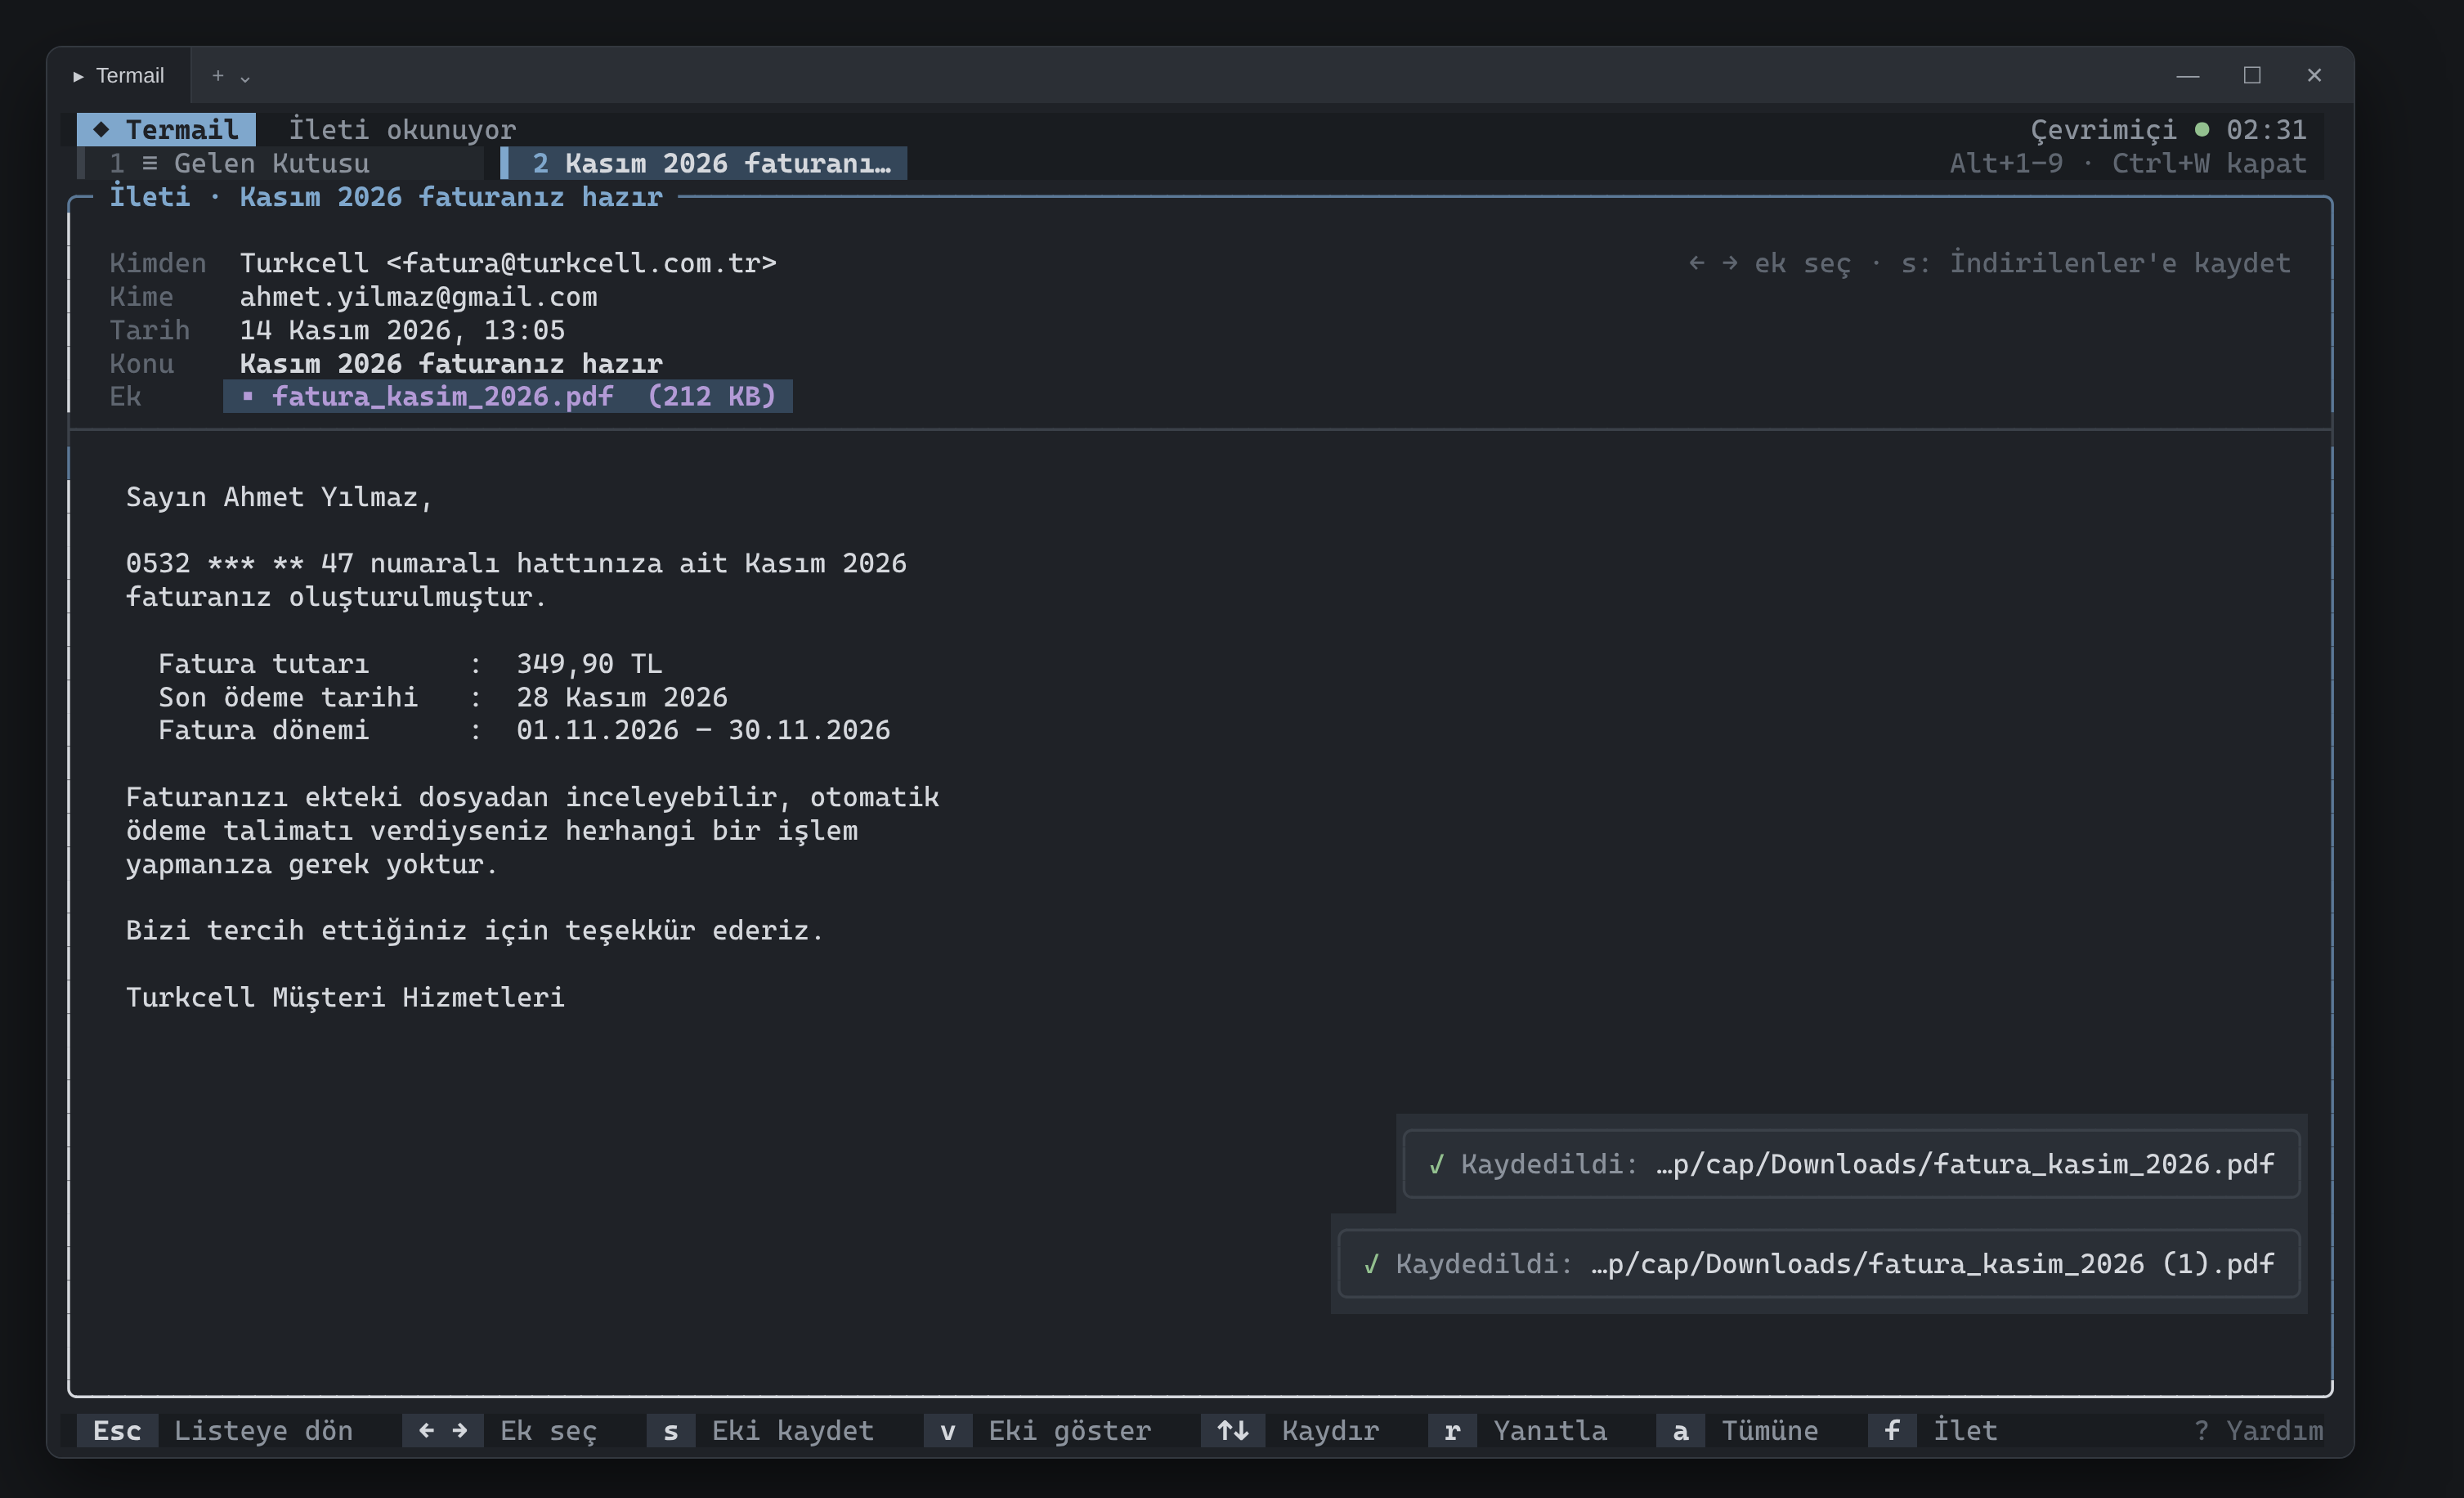 ▸ Termail + ⌄ — ☐ ✕
◆ Termail İleti okunuyor Çevrimiçi ● 02:31
1 ≡ Gelen Kutusu 2 Kasım 2026 faturanı… Alt+1−9 · Ctrl+W kapat
İleti · Kasım 2026 faturanız hazır
Kimden Turkcell <fatura@turkcell.com.tr> ← → ek seç · s: İndirilenler'e kaydet
Kime ahmet.yilmaz@gmail.com
Tarih 14 Kasım 2026, 13:05
Konu Kasım 2026 faturanız hazır
Ek ▪ fatura_kasim_2026.pdf (212 KB)
Sayın Ahmet Yılmaz,
0532 *** ** 47 numaralı hattınıza ait Kasım 2026
faturanız oluşturulmuştur.
Fatura tutarı : 349,90 TL
Son ödeme tarihi : 28 Kasım 2026
Fatura dönemi : 01.11.2026 – 30.11.2026
Faturanızı ekteki dosyadan inceleyebilir, otomatik
ödeme talimatı verdiyseniz herhangi bir işlem
yapmanıza gerek yoktur.
Bizi tercih ettiğiniz için teşekkür ederiz.
Turkcell Müşteri Hizmetleri
√ Kaydedildi: …p/cap/Downloads/fatura_kasim_2026.pdf
√ Kaydedildi: …p/cap/Downloads/fatura_kasim_2026 (1).pdf
Esc Listeye dön ← → Ek seç s Eki kaydet v Eki göster ↑↓ Kaydır r Yanıtla a Tümüne f İlet ? Yardım